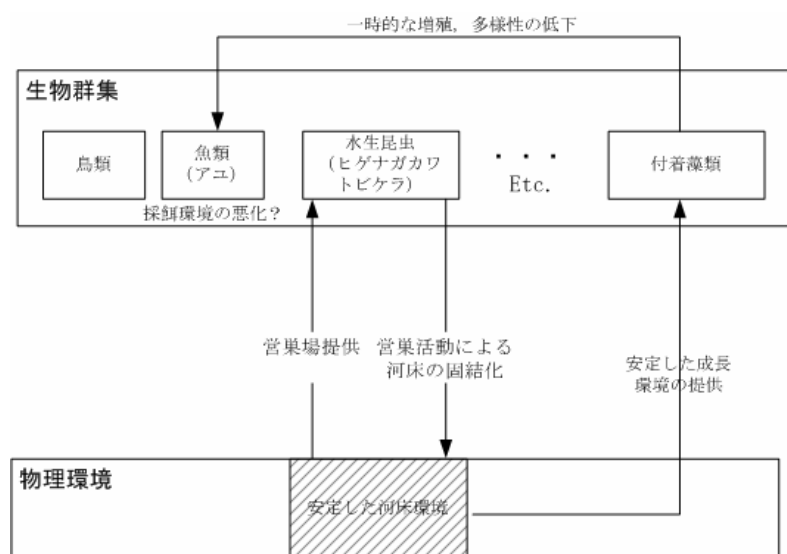 一時的な増殖，多様性の低下
生物群集
鳥類
魚類
(アユ)
水生昆虫
(ヒゲナガカワ
トビケラ)
・・・
Etc.
付着藻類
採餌環境の悪化？
営巣場提供
営巣活動による
河床の固結化
安定した成長
環境の提供
物理環境
安定した河床環境